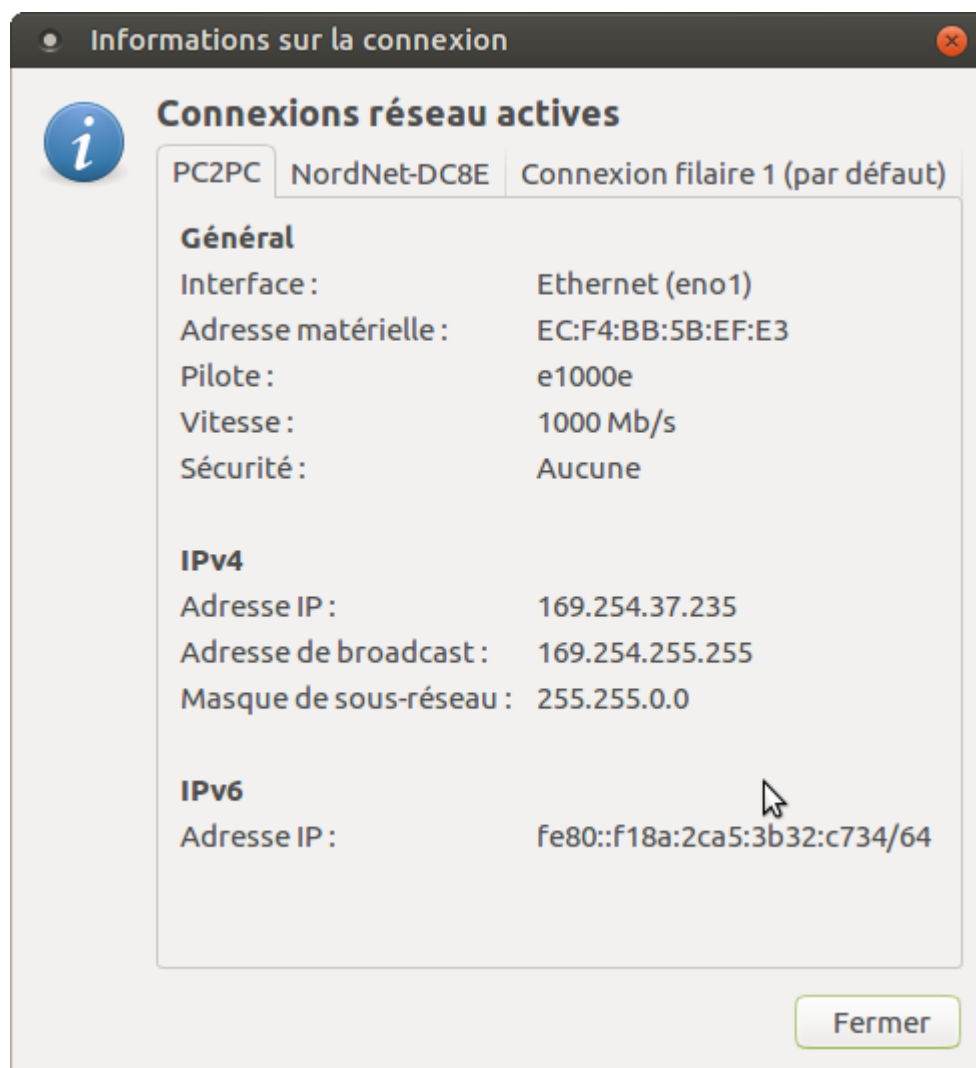 Informations sur la connexion
Connexions réseau actives
PC2PC NordNet-DC8E Connexion filaire 1 (par défaut)
Général
Interface : Ethernet (eno1)
Adresse matérielle : EC:F4:BB:5B:EF:E3
Pilote : e1000e
Vitesse : 1000 Mb/s
Sécurité : Aucune
IPv4
Adresse IP : 169.254.37.235
Adresse de broadcast : 169.254.255.255
Masque de sous-réseau : 255.255.0.0
IPv6
Adresse IP : fe80::f18a:2ca5:3b32:c734/64
Fermer